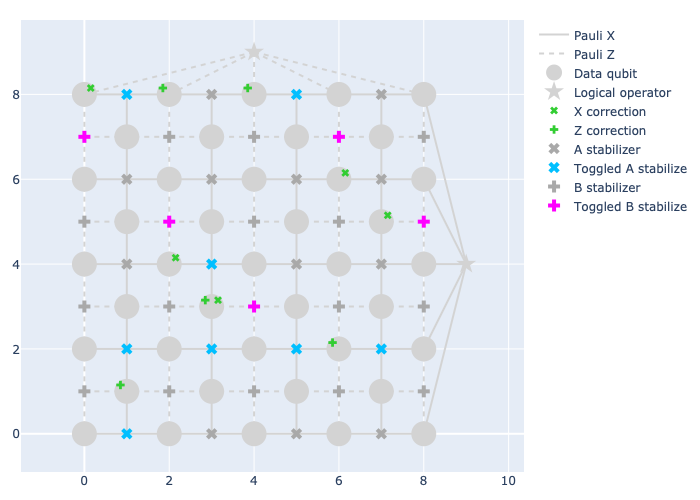 Pauli X
Pauli Z
Data qubit
Logical operator
X correction
Z correction
A stabilizer
Toggled A stabilize
B stabilizer
Toggled B stabilize
8
6
4
2
0
0 2 4 6 8 10